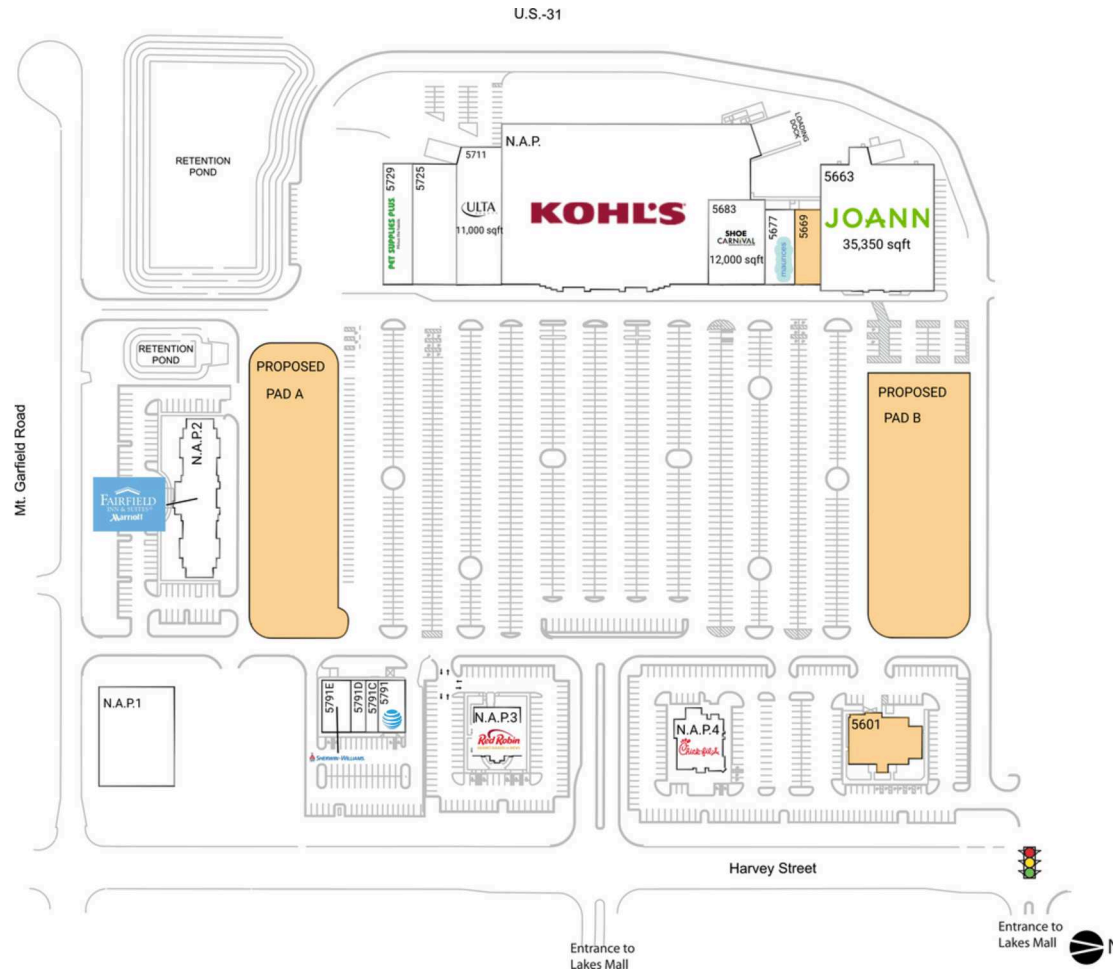 U.S.-31
RETENTION
POND
LOADING
DOCK
N.A.P.
5711
5729
PET SUPPLIES PLUS
5725
ULTA
11,000 sqft
KOHL'S
5683
SHOE
CARNIVAL
12,000 sqft
5677
maurices
5669
5663
JOANN
35,350 sqft
RETENTION
POND
PROPOSED
PAD A
PROPOSED
PAD B
Mt. Garfield Road
N.A.P.2
FAIRFIELD
INN & SUITES
Marriott
N.A.P.1
5791E
5791D
5791C
5791
SHERWIN-WILLIAMS
N.A.P.3
Red Robin
N.A.P.4
Chick-fil-A
5601
Harvey Street
Entrance to
Lakes Mall
Entrance to
Lakes Mall
N